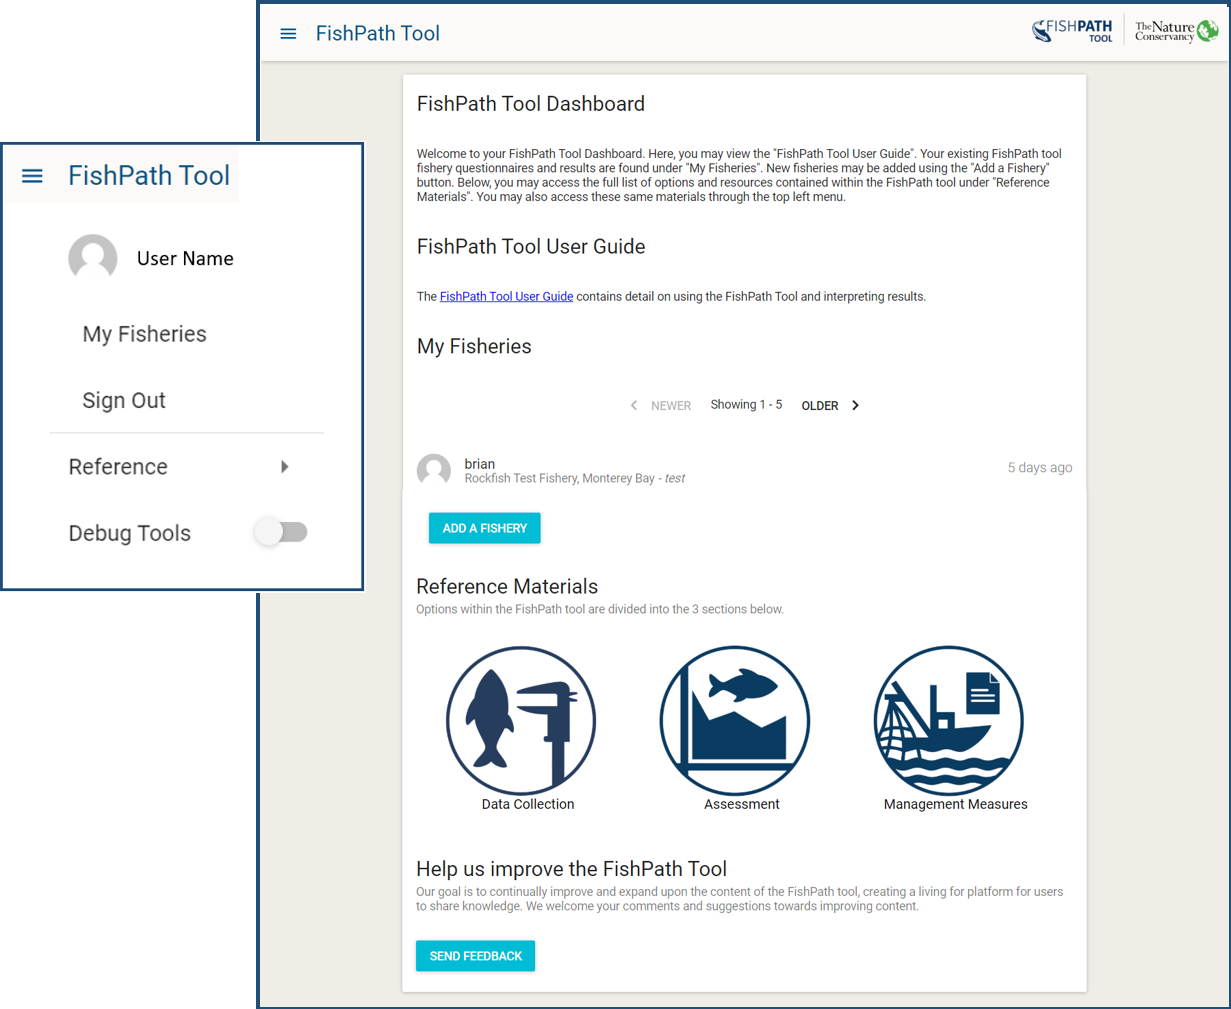 FishPath Tool
User Name
My Fisheries
Sign Out
Reference
Debug Tools
FishPath Tool
FISHPATH
TOOL
The Nature
Conservancy
FishPath Tool Dashboard
Welcome to your FishPath Tool Dashboard. Here, you may view the "FishPath Tool User Guide". Your existing FishPath tool
fishery questionnaires and results are found under "My Fisheries". New fisheries may be added using the "Add a Fishery"
button. Below, you may access the full list of options and resources contained within the FishPath tool under "Reference
Materials". You may also access these same materials through the top left menu.
FishPath Tool User Guide
The FishPath Tool User Guide contains detail on using the FishPath Tool and interpreting results.
My Fisheries
NEWER Showing 1 - 5 OLDER
brian
Rockfish Test Fishery, Monterey Bay - test
5 days ago
ADD A FISHERY
Reference Materials
Options within the FishPath tool are divided into the 3 sections below.
Data Collection Assessment Management Measures
Help us improve the FishPath Tool
Our goal is to continually improve and expand upon the content of the FishPath tool, creating a living for platform for users
to share knowledge. We welcome your comments and suggestions towards improving content.
SEND FEEDBACK